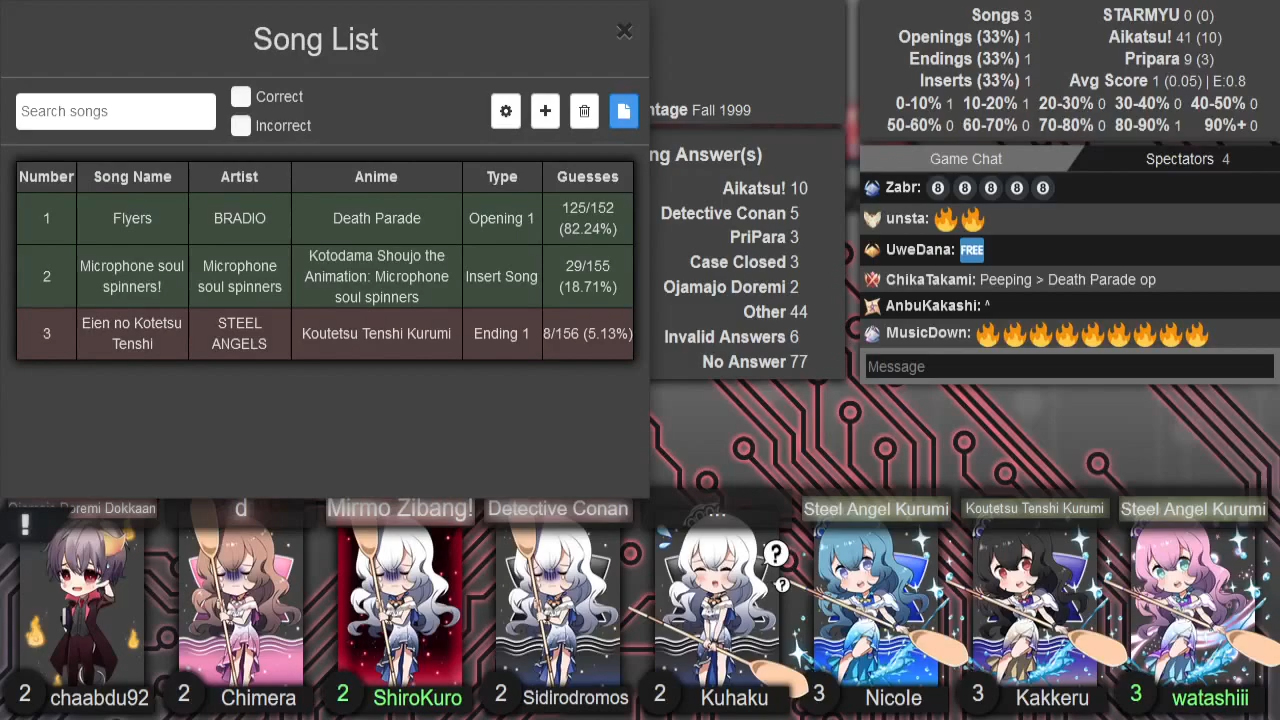 Song List
Search songs
Correct
Incorrect
Number Song Name Artist Anime Type Guesses
1 Flyers BRADIO Death Parade Opening 1 125/152 (82.24%)
2 Microphone soul spinners! Microphone soul spinners Kotodama Shoujo the Animation: Microphone soul spinners Insert Song 29/155 (18.71%)
3 Eien no Kotetsu Tenshi STEEL ANGELS Koutetsu Tenshi Kurumi Ending 1 8/156 (5.13%)
ntage Fall 1999
ng Answer(s)
Aikatsu! 10
Detective Conan 5
PriPara 3
Case Closed 3
Ojamajo Doremi 2
Other 44
Invalid Answers 6
No Answer 77
Songs 3
Openings (33%) 1
Endings (33%) 1
Inserts (33%) 1
STARMYU 0 (0)
Aikatsu! 41 (10)
Pripara 9 (3)
Avg Score 1 (0.05) | E:0.8
0-10% 1 10-20% 1 20-30% 0 30-40% 0 40-50% 0
50-60% 0 60-70% 0 70-80% 0 80-90% 1 90%+ 0
Game Chat Spectators 4
Zabr: 8 8 8 8 8
unsta:
UweDana: FREE
ChikaTakami: Peeping > Death Parade op
AnbuKakashi: ^
MusicDown:
Message
Ojamaja Doremi Dokkaan
d
Mirmo Zibang!
Detective Conan
...
Steel Angel Kurumi
Koutetsu Tenshi Kurumi
Steel Angel Kurumi
!
?
?
2 chaabdu92
2 Chimera
2 ShiroKuro
2 Sidlrodromos
2 Kuhaku
3 Nicole
3 Kakkeru
3 watashiii